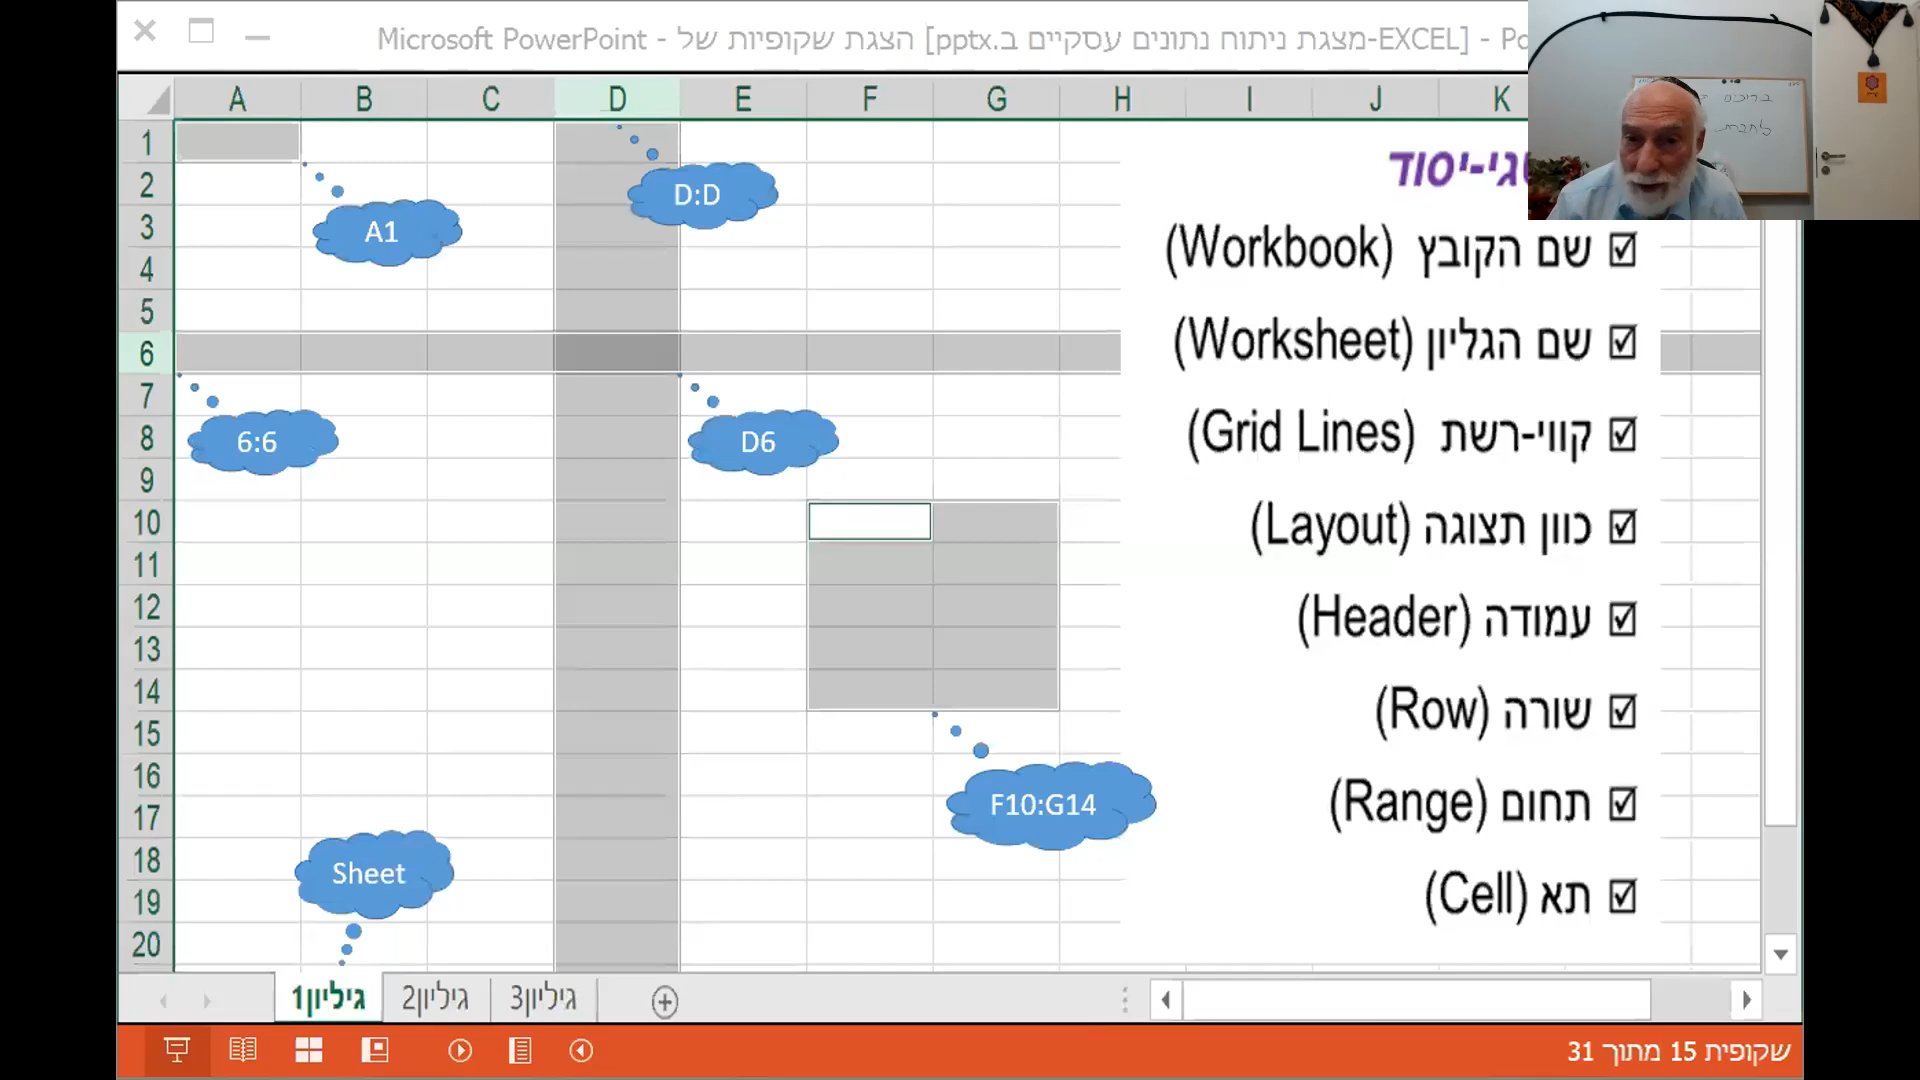 Microsoft PowerPoint - הצגת שקופיות של [pptx.מצגת ניתוח נתונים עסקיים ב-EXCEL] - Po
A B C D E F G H I J K
1
2
3
4
5
6
7
8
9
10
11
12
13
14
15
16
17
18
19
20
A1
D:D
6:6
D6
F10:G14
Sheet
גי-יסוד
☑ שם הקובץ (Workbook)
☑ שם הגליון (Worksheet)
☑ קווי-רשת (Grid Lines)
☑ כוון תצוגה (Layout)
☑ עמודה (Header)
☑ שורה (Row)
☑ תחום (Range)
☑ תא (Cell)
גיליון1 גיליון2 גיליון3
שקופית 15 מתוך 31